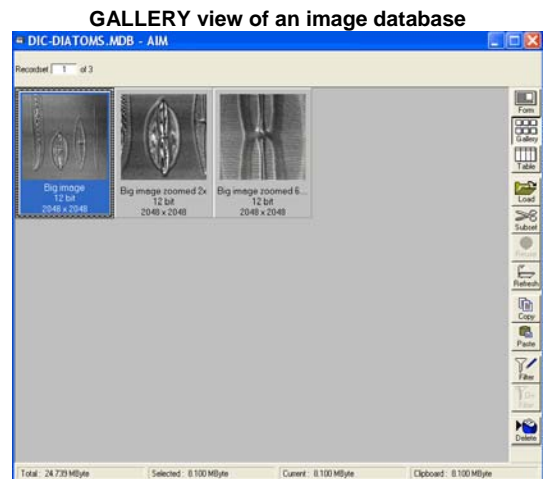 GALLERY view of an image database
DIC-DIATOMS.MDB - AIM
Recordset 1 of 3
Big image
12 bit
2048 x 2048
Big image zoomed 2x
12 bit
2048 x 2048
Big image zoomed 6...
12 bit
2048 x 2048
Form
Gallery
Table
Load
Subset
Reuse
Refresh
Copy
Paste
Filter
Delete
Total : 24.739 MByte Selected : 8.100 MByte Current : 8.100 MByte Clipboard : 8.100 MByte